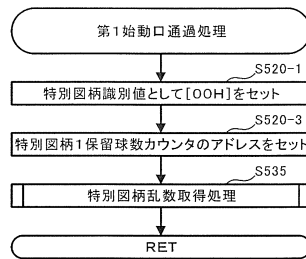 第1始動口通過処理
S520-1
特別図柄識別値として[00H]をセット
S520-3
特別図柄1保留球数カウンタのアドレスをセット
S535
特別図柄乱数取得処理
RET